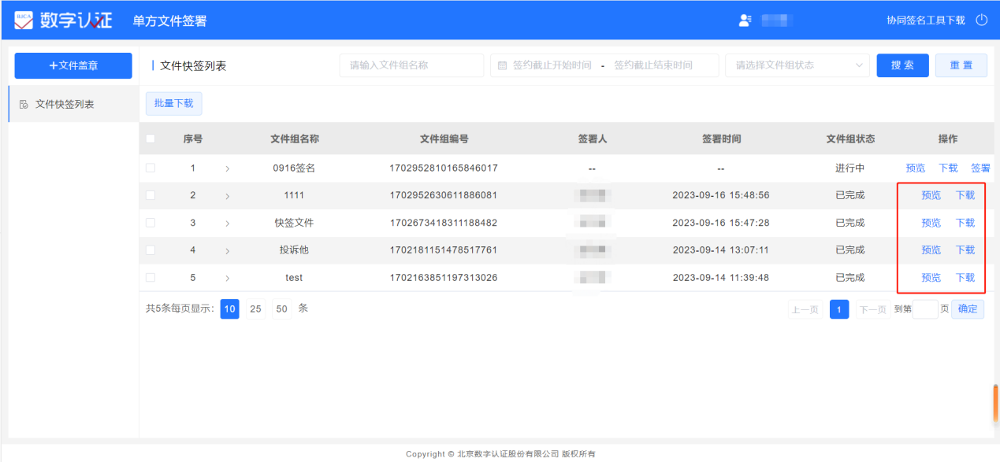 BJCA 数字认证 单方文件签署 协同签名工具下载
+文件盖章 文件快签列表 请输入文件组名称 签约截止开始时间 - 签约截止结束时间 请选择文件组状态 搜索 重置
文件快签列表 批量下载
序号 文件组名称 文件组编号 签署人 签署时间 文件组状态 操作
1 0916签名 1702952810165846017 -- -- 进行中 预览 下载 签署
2 1111 1702952630611886081 2023-09-16 15:48:56 已完成 预览 下载
3 快签文件 1702673418311188482 2023-09-16 15:47:28 已完成 预览 下载
4 投诉他 1702181151478517761 2023-09-14 13:07:11 已完成 预览 下载
5 test 1702163851197313026 2023-09-14 11:39:48 已完成 预览 下载
共5条每页显示: 10 25 50 条 上一页 1 下一页 到第 页 确定
Copyright © 北京数字认证股份有限公司 版权所有